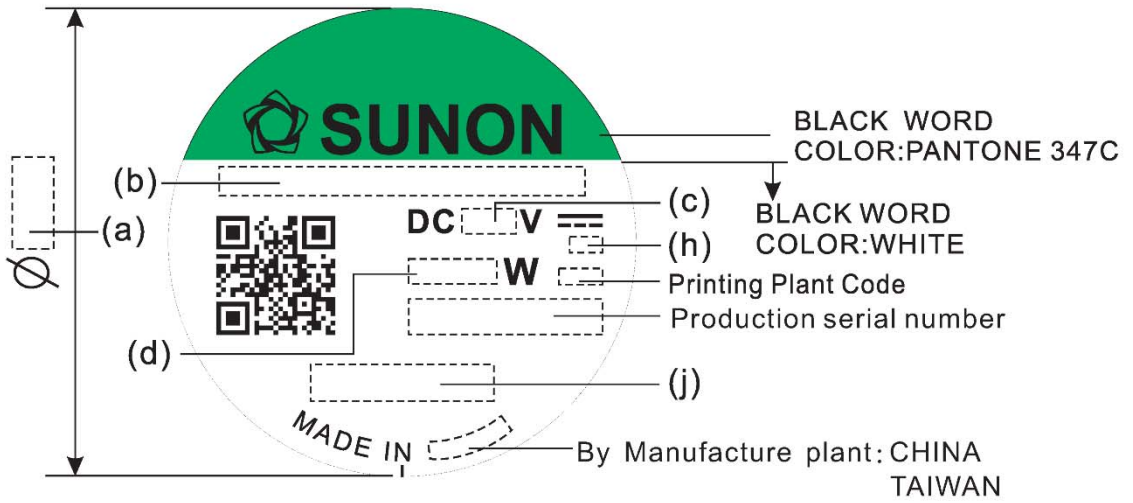 SUNON
BLACK WORD
COLOR:PANTONE 347C
(b)
(a)
DC V
(c)
BLACK WORD
COLOR:WHITE
(h)
W
Printing Plant Code
Production serial number
(d)
(j)
MADE IN
By Manufacture plant: CHINA
TAIWAN